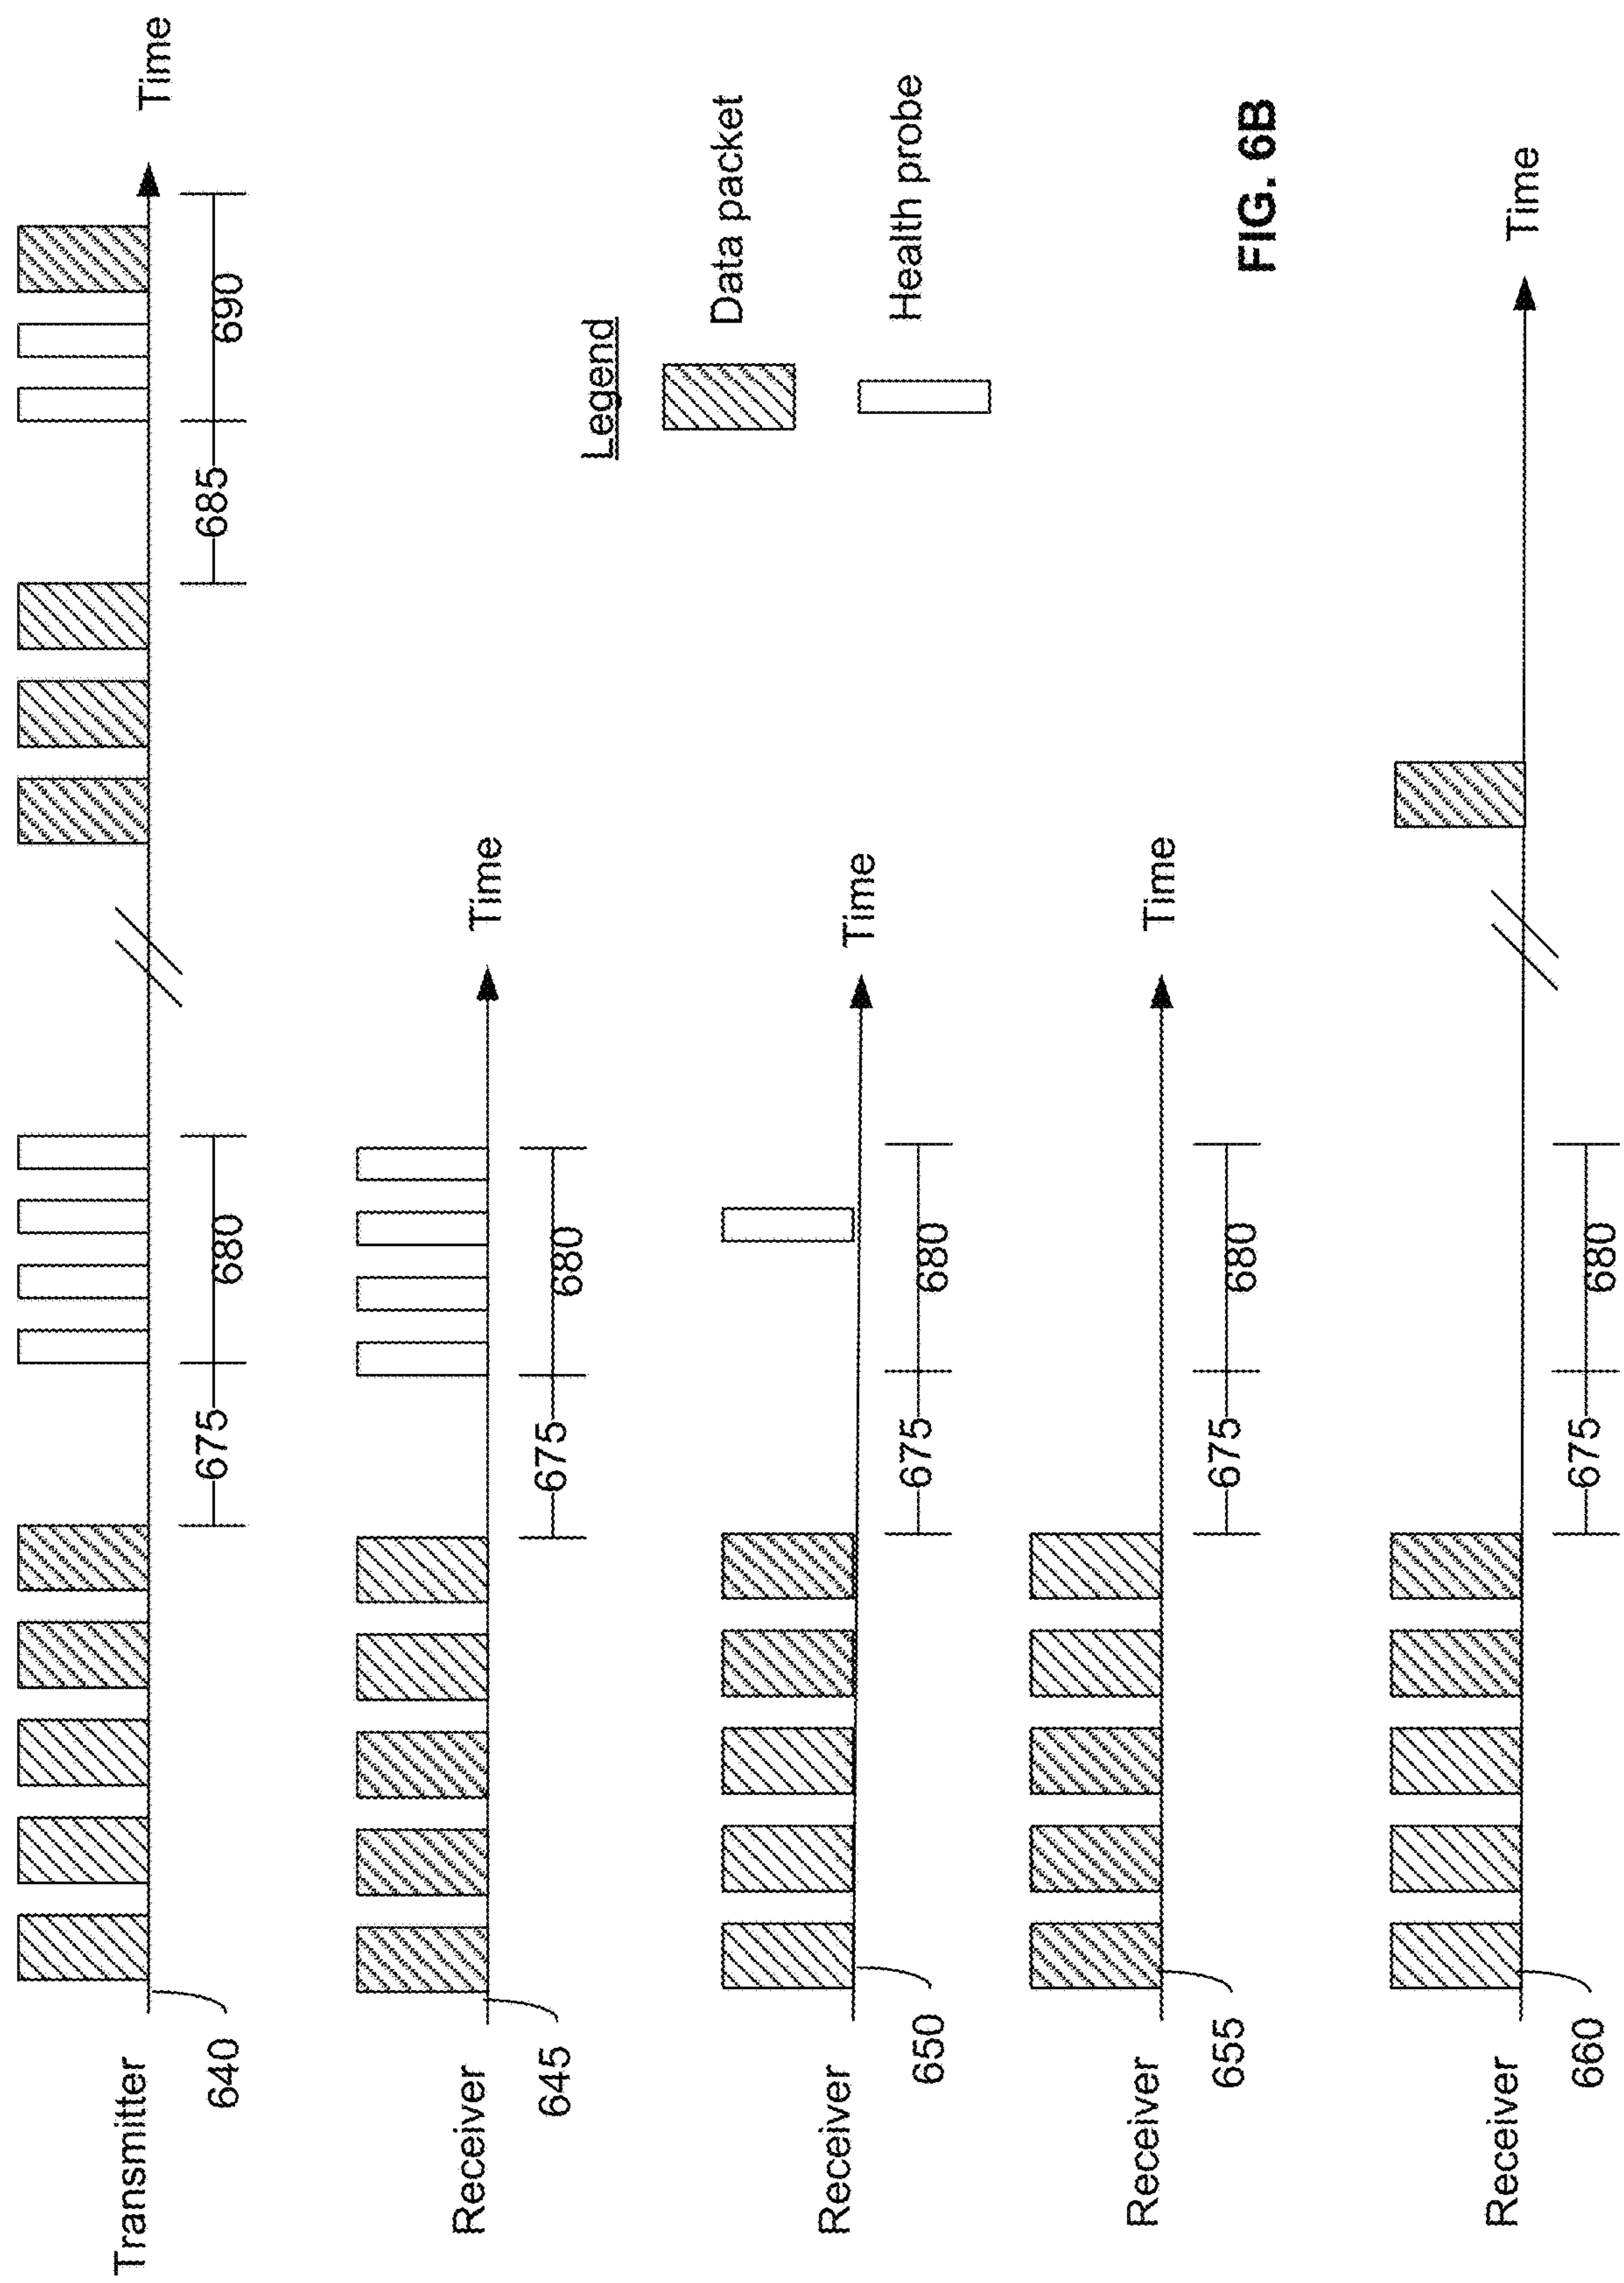 Transmitter
640
675
680
685
690
Time
Receiver
645
675
680
Time
Legend
Data packet
Health probe
Receiver
650
675
680
Time
Receiver
655
675
680
Time
FIG. 6B
Receiver
660
675
680
Time